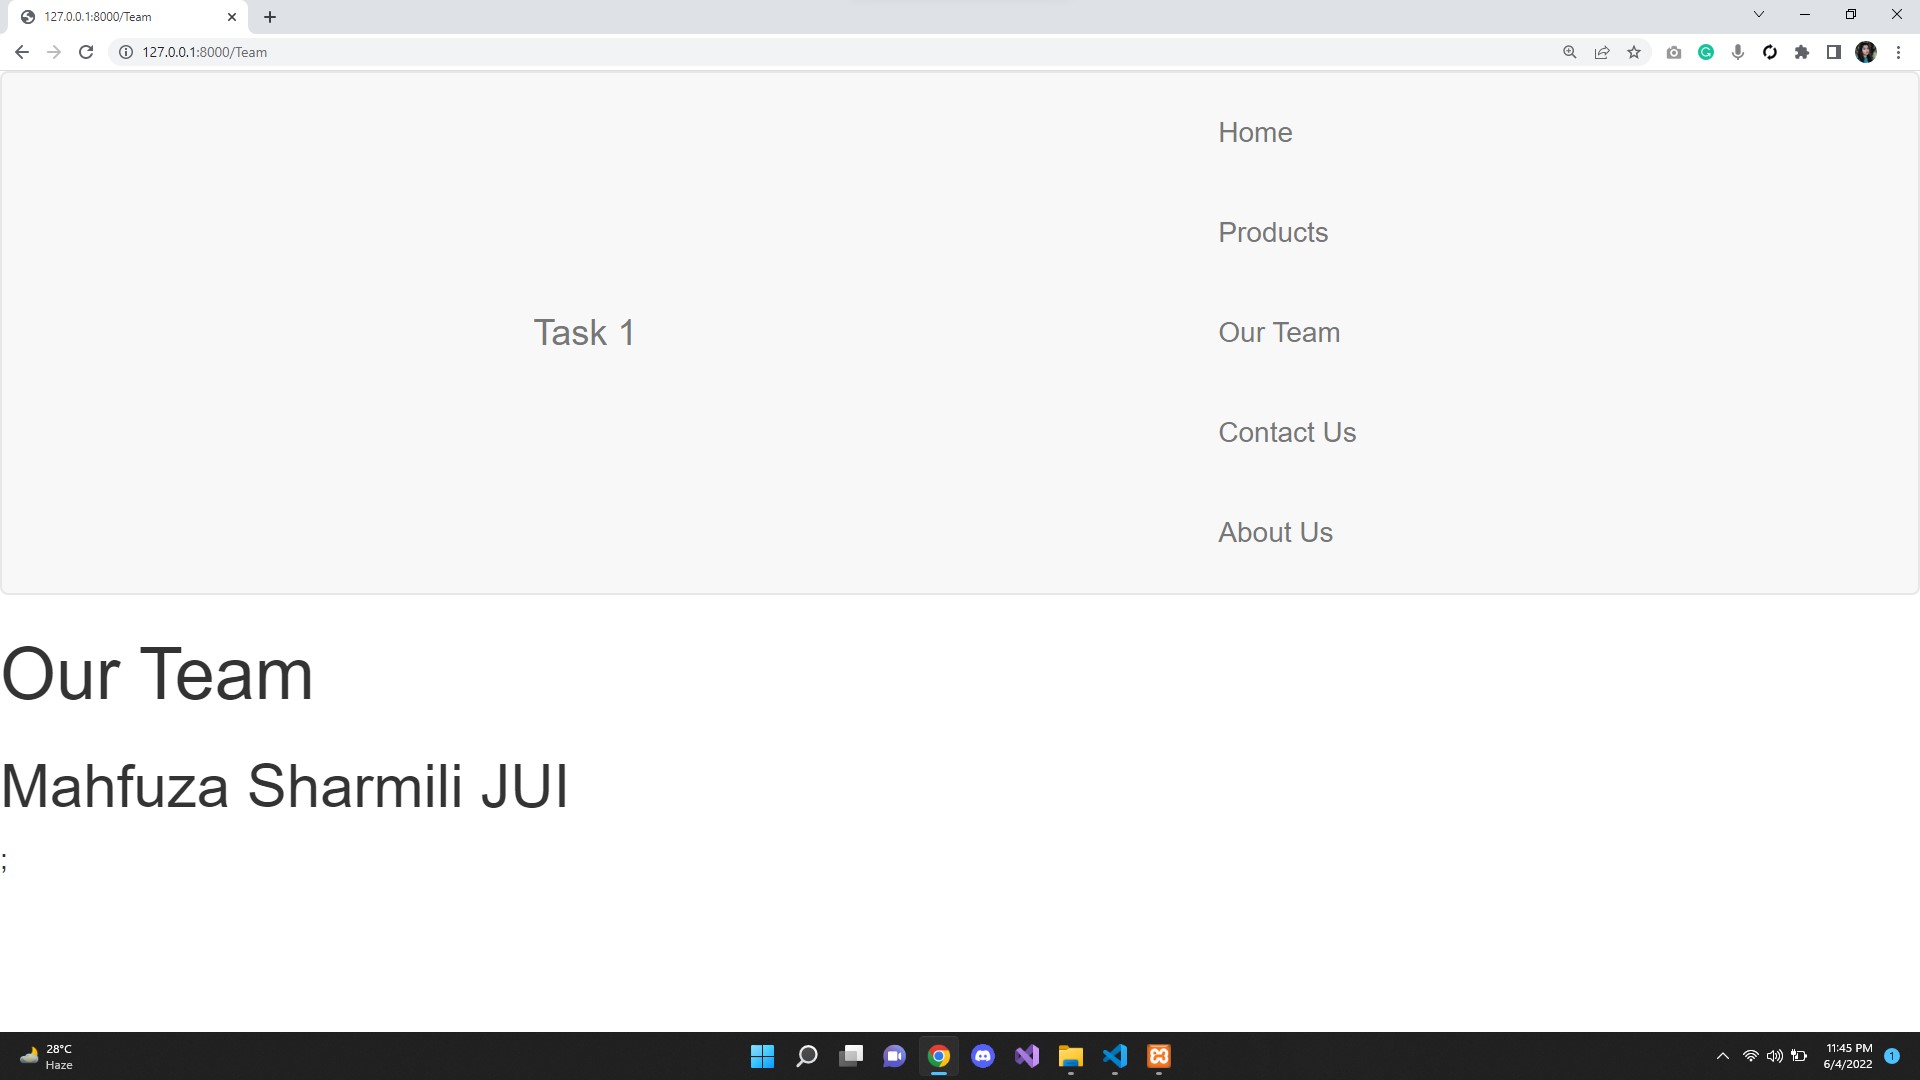 127.0.0.1:8000/Team
127.0.0.1:8000/Team
Home
Products
Task 1
Our Team
Contact Us
About Us
Our Team
Mahfuza Sharmili JUI
;
28°C
Haze
11:45 PM
6/4/2022
1